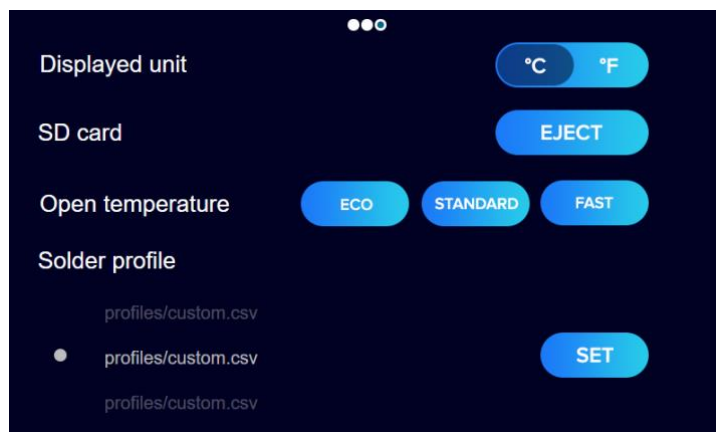 Displayed unit °C °F
SD card EJECT
Open temperature ECO STANDARD FAST
Solder profile
profiles/custom.csv
profiles/custom.csv SET
profiles/custom.csv